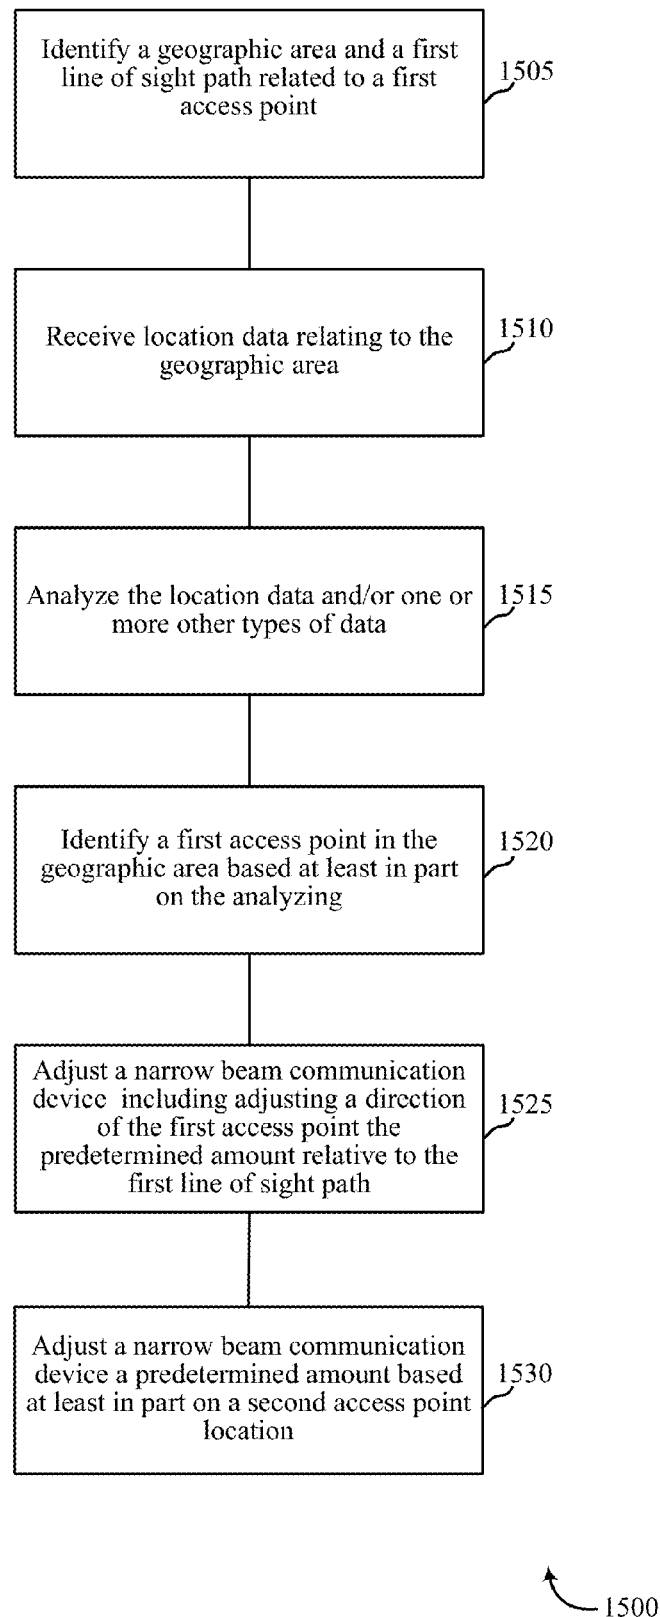 Identify a geographic area and a first
line of sight path related to a first
access point
1505
Receive location data relating to the
geographic area
1510
Analyze the location data and/or one or
more other types of data
1515
Identify a first access point in the
geographic area based at least in part
on the analyzing
1520
Adjust a narrow beam communication
device including adjusting a direction
of the first access point the
predetermined amount relative to the
first line of sight path
1525
Adjust a narrow beam communication
device a predetermined amount based
at least in part on a second access point
location
1530
1500